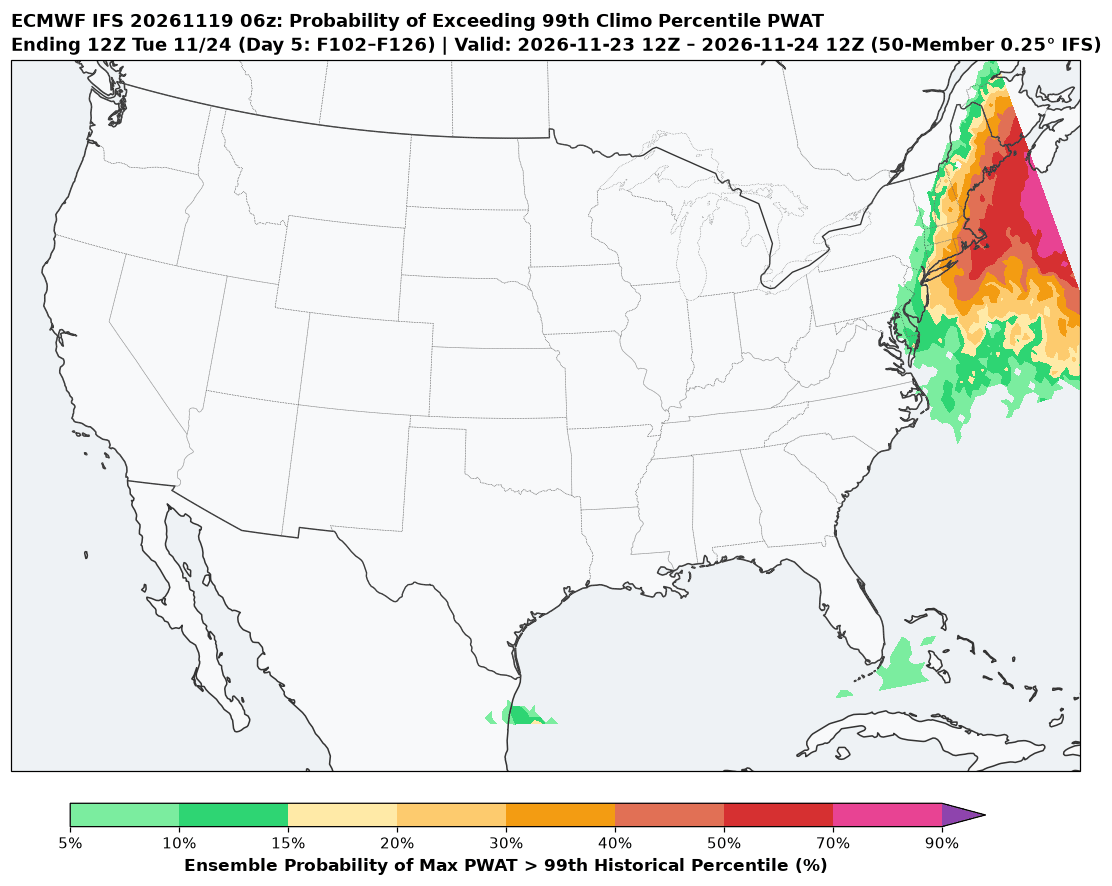 ECMWF IFS 20261119 06z: Probability of Exceeding 99th Climo Percentile PWAT
Ending 12Z Tue 11/24 (Day 5: F102–F126) | Valid: 2026-11-23 12Z – 2026-11-24 12Z (50-Member 0.25° IFS)
5% 10% 15% 20% 30% 40% 50% 70% 90%
Ensemble Probability of Max PWAT > 99th Historical Percentile (%)